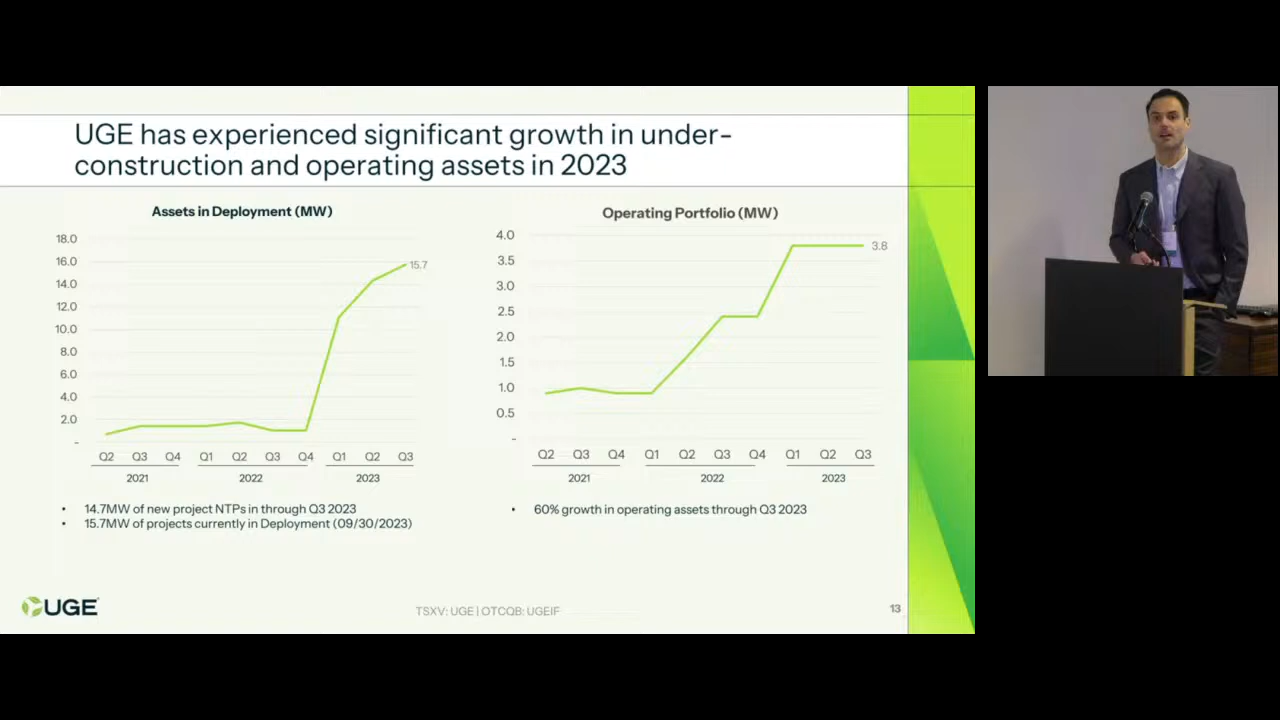 UGE has experienced significant growth in under-
construction and operating assets in 2023
Assets in Deployment (MW)
18.0
16.0
14.0
12.0
10.0
8.0
6.0
4.0
2.0
-
15.7
Q2 Q3 Q4 Q1 Q2 Q3 Q4 Q1 Q2 Q3
2021 2022 2023
• 14.7MW of new project NTPs in through Q3 2023
• 15.7MW of projects currently in Deployment (09/30/2023)
Operating Portfolio (MW)
4.0
3.5
3.0
2.5
2.0
1.5
1.0
0.5
-
3.8
Q2 Q3 Q4 Q1 Q2 Q3 Q4 Q1 Q2 Q3
2021 2022 2023
• 60% growth in operating assets through Q3 2023
UGE
TSXV: UGE | OTCQB: UGEIF
13